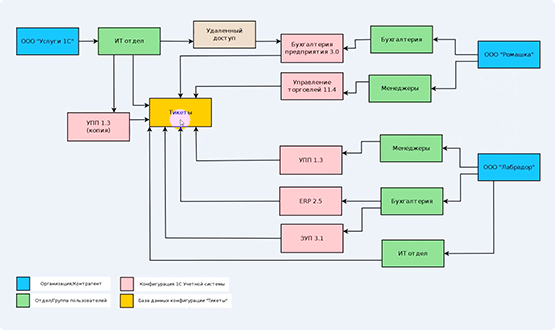 ООО "Услуги 1С"
ИТ отдел
Удаленный
доступ
Бухгалтерия
предприятия 3.0
Бухгалтерия
ООО "Ромашка"
Управление
торговлей 11.4
Менеджеры
Тикеты
УПП 1.3
(копия)
Менеджеры
УПП 1.3
ООО "Лабрадор"
ERP 2.5
Бухгалтерия
ЗУП 3.1
ИТ отдел
Организация/Контрагент
Конфигурация 1С Учетной системы
Отдел/Группа пользователей
База данных конфигурации "Тикеты"